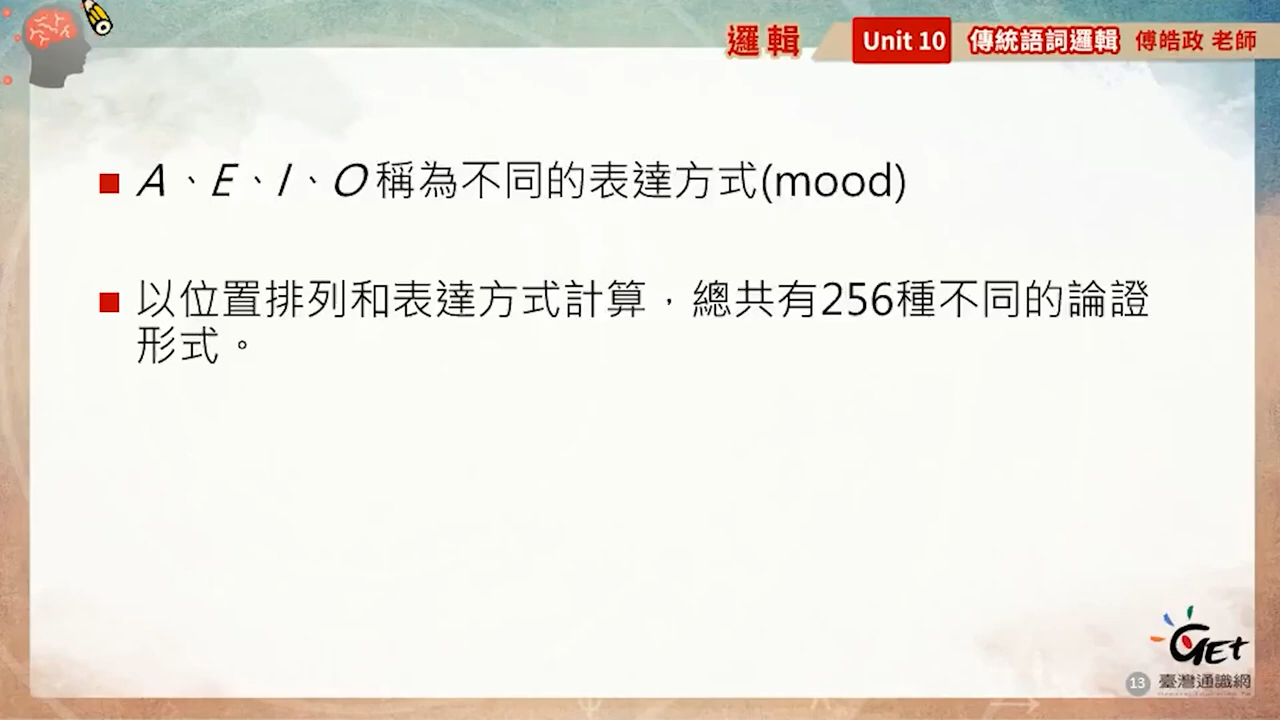 邏輯 Unit 10 傳統語詞邏輯 傅皓政 老師
A、E、I、O稱為不同的表達方式(mood)
以位置排列和表達方式計算，總共有256種不同的論證
形式。
GET
13 臺灣通識網